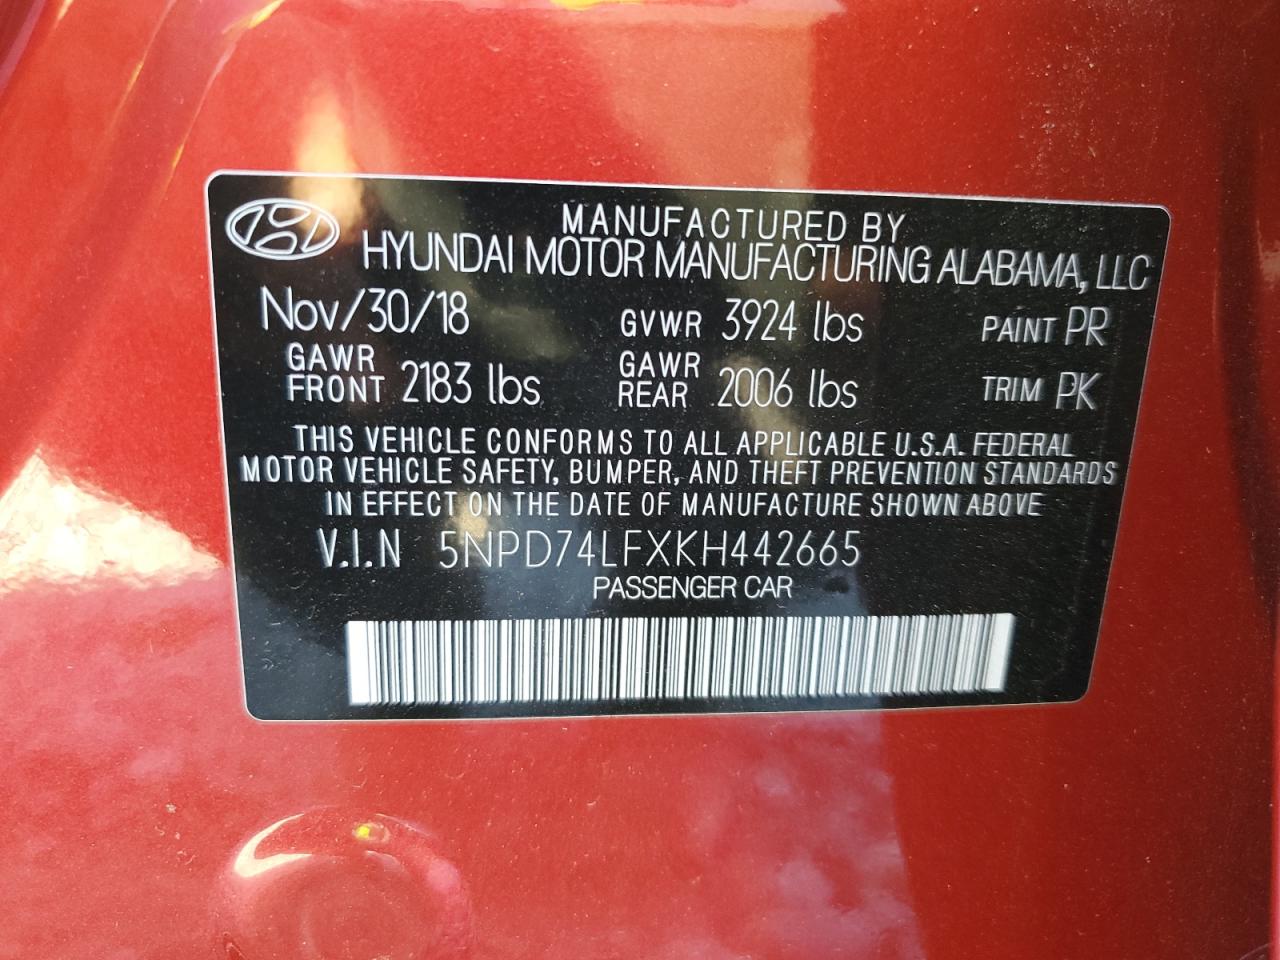 MANUFACTURED BY
HYUNDAI MOTOR MANUFACTURING ALABAMA, LLC
Nov/30/18 GVWR 3924 lbs PAINT PR
GAWR FRONT 2183 lbs GAWR REAR 2006 lbs TRIM PK
THIS VEHICLE CONFORMS TO ALL APPLICABLE U.S.A. FEDERAL
MOTOR VEHICLE SAFETY, BUMPER, AND THEFT PREVENTION STANDARDS
IN EFFECT ON THE DATE OF MANUFACTURE SHOWN ABOVE
V.I.N 5NPD74LFXKH442665
PASSENGER CAR